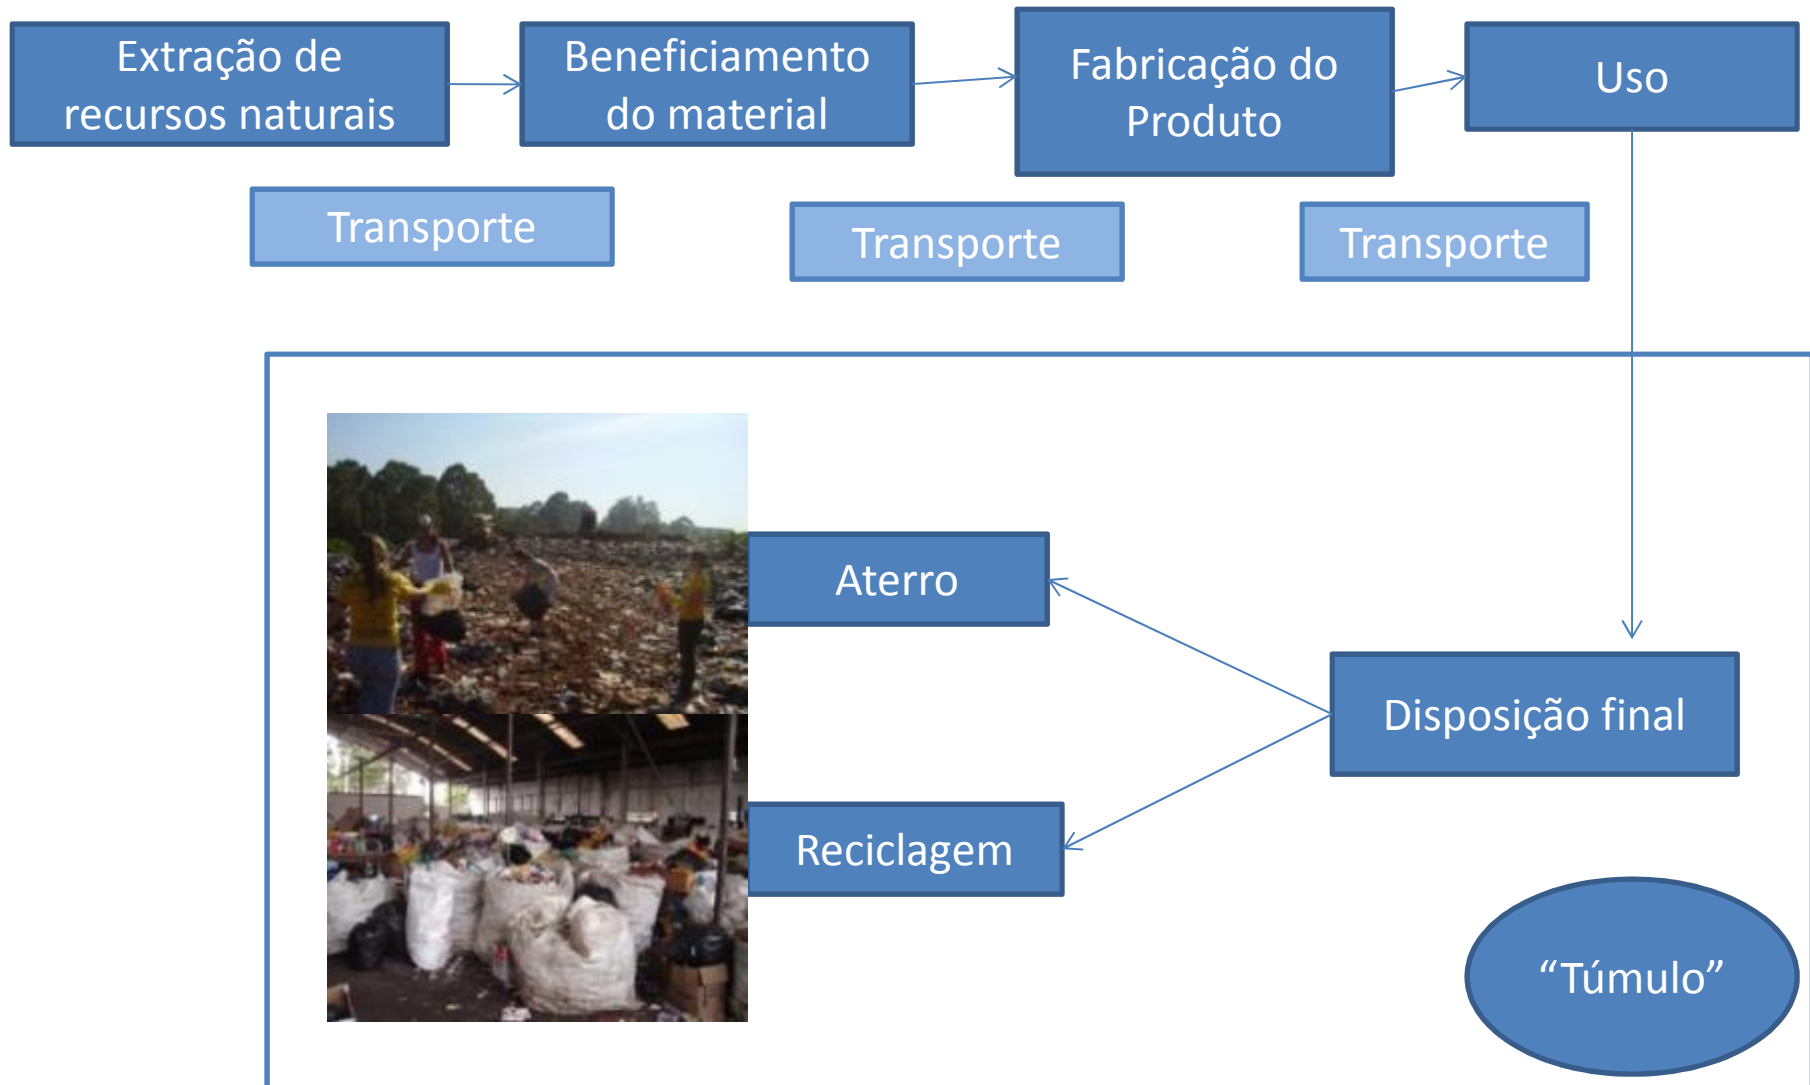 Extração de
recursos naturais
Beneficiamento
do material
Fabricação do
Produto
Uso
Transporte
Transporte
Transporte
Aterro
Disposição final
Reciclagem
“Túmulo”